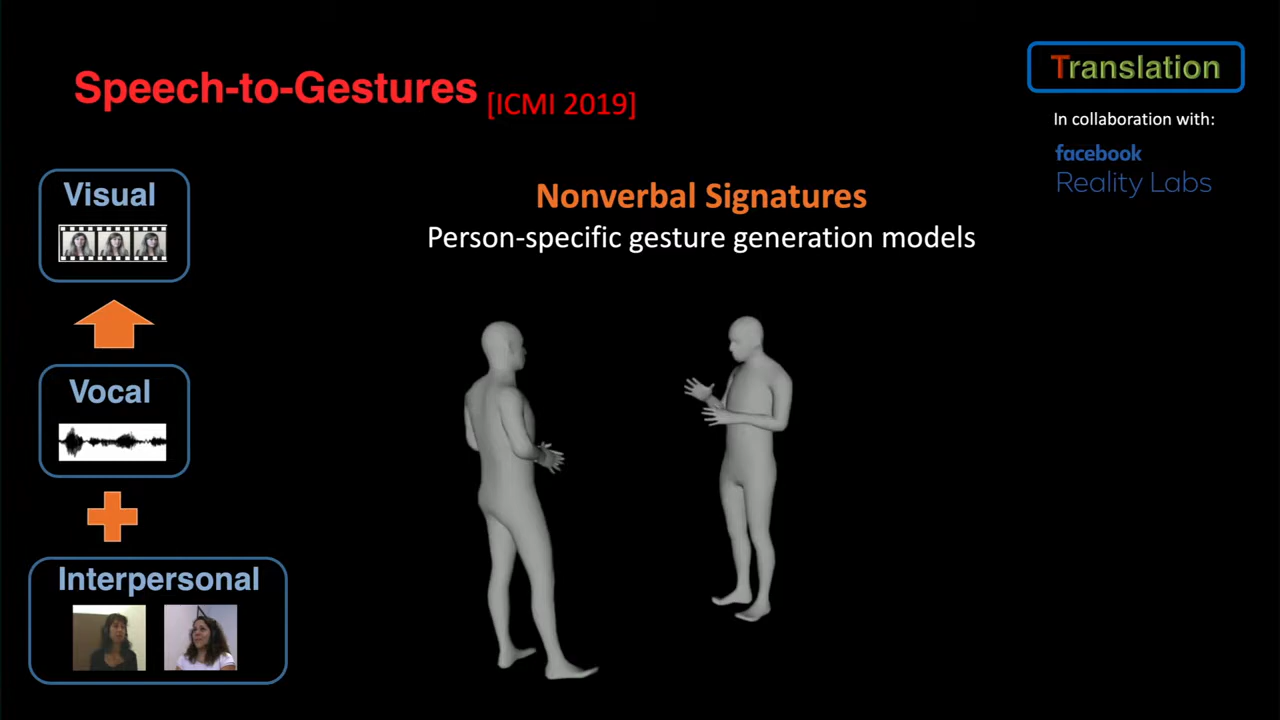 Speech-to-Gestures [ICMI 2019]
Translation
In collaboration with:
facebook
Reality Labs
Visual
Nonverbal Signatures
Person-specific gesture generation models
Vocal
Interpersonal